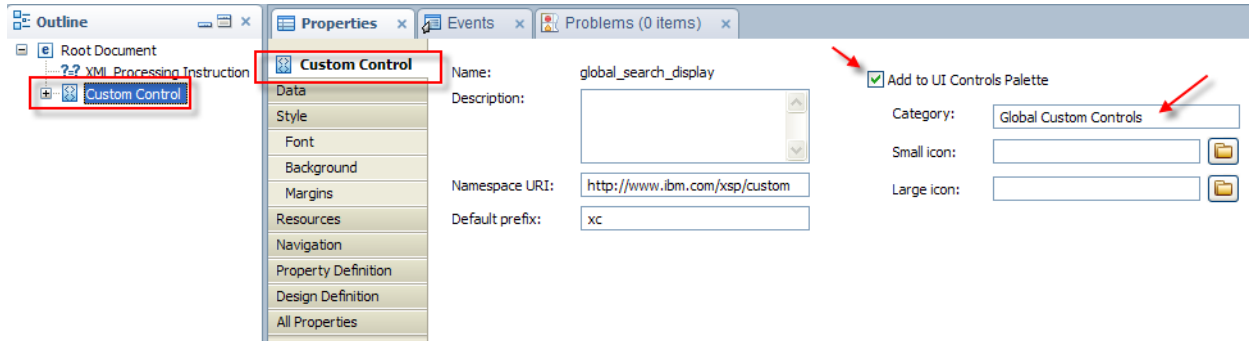 Outline
Root Document
?=? XML Processing Instruction
Custom Control
Properties
Events
Problems (0 items)
Custom Control
Data
Style
Font
Background
Margins
Resources
Navigation
Property Definition
Design Definition
All Properties
Name: global_search_display
Description:
Namespace URI: http://www.ibm.com/xsp/custom
Default prefix: xc
Add to UI Controls Palette
Category: Global Custom Controls
Small icon:
Large icon: